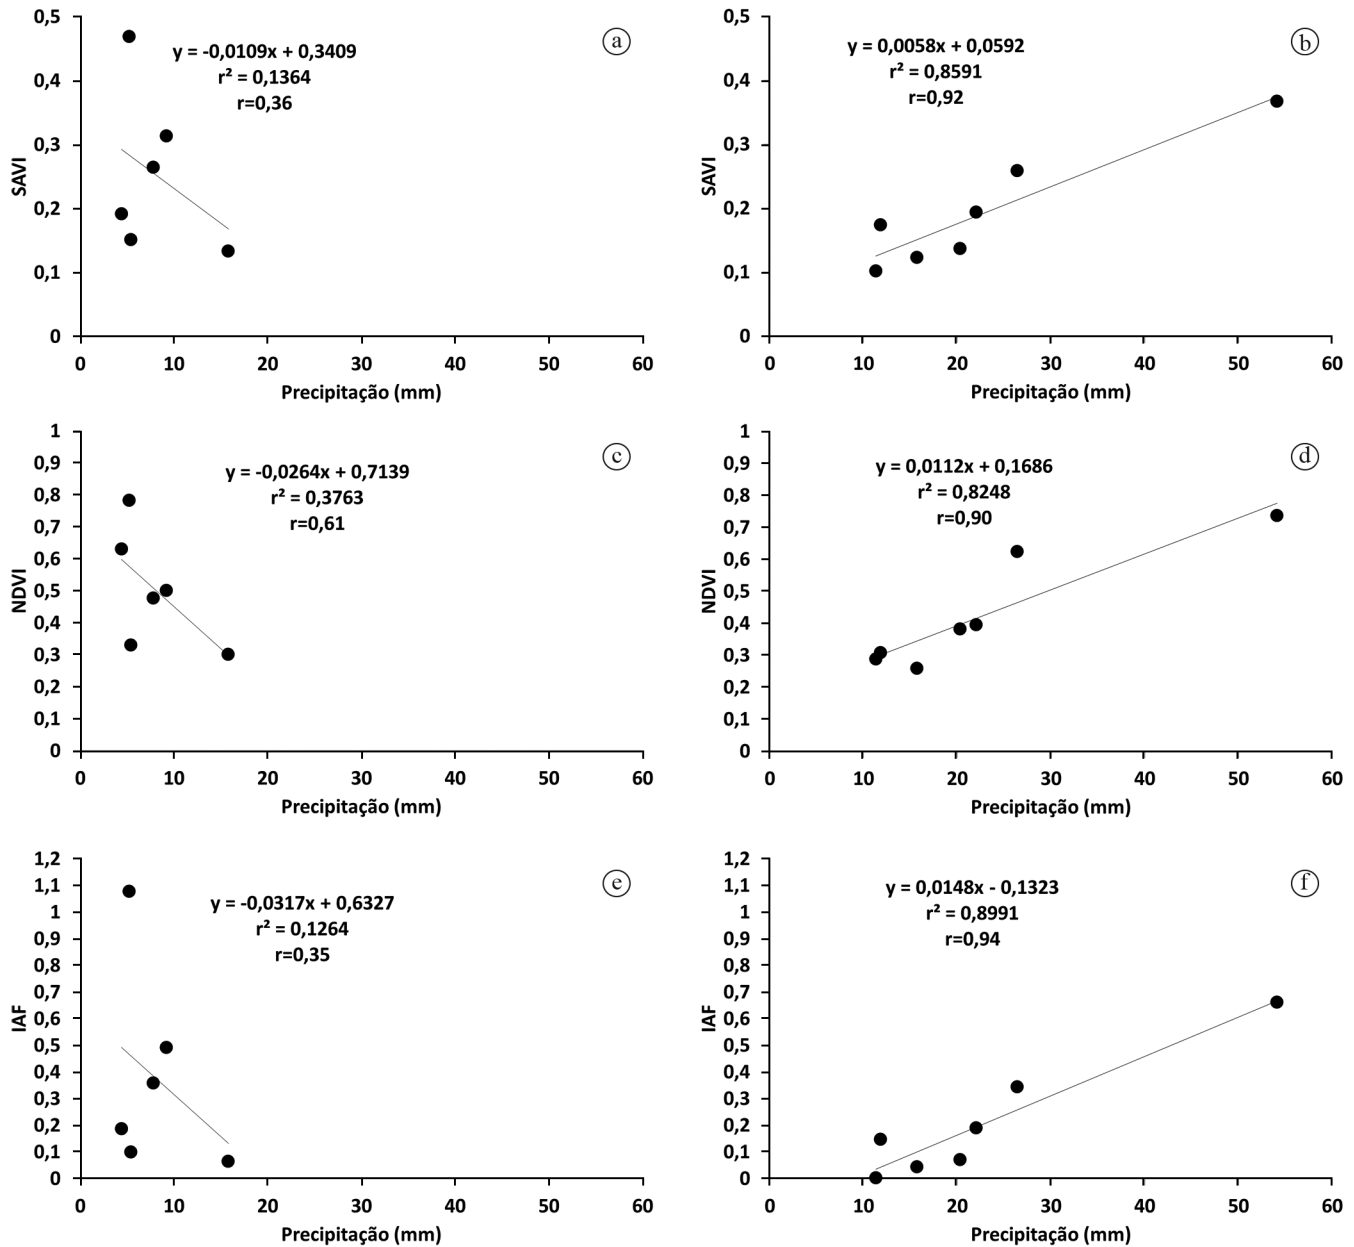 0,5
0,4
0,3
0,2
0,1
0
SAVI
y = -0,0109x + 0,3409
r² = 0,1364
r=0,36
a
0 10 20 30 40 50 60
Precipitação (mm)
0,5
0,4
0,3
0,2
0,1
0
SAVI
y = 0,0058x + 0,0592
r² = 0,8591
r=0,92
b
0 10 20 30 40 50 60
Precipitação (mm)
1
0,9
0,8
0,7
0,6
0,5
0,4
0,3
0,2
0,1
0
NDVI
y = -0,0264x + 0,7139
r² = 0,3763
r=0,61
c
0 10 20 30 40 50 60
Precipitação (mm)
1
0,9
0,8
0,7
0,6
0,5
0,4
0,3
0,2
0,1
0
NDVI
y = 0,0112x + 0,1686
r² = 0,8248
r=0,90
d
0 10 20 30 40 50 60
Precipitação (mm)
1,2
1,1
1
0,9
0,8
0,7
0,6
0,5
0,4
0,3
0,2
0,1
0
IAF
y = -0,0317x + 0,6327
r² = 0,1264
r=0,35
e
0 10 20 30 40 50 60
Precipitação (mm)
1,2
1,1
1
0,9
0,8
0,7
0,6
0,5
0,4
0,3
0,2
0,1
0
IAF
y = 0,0148x - 0,1323
r² = 0,8991
r=0,94
f
0 10 20 30 40 50 60
Precipitação (mm)